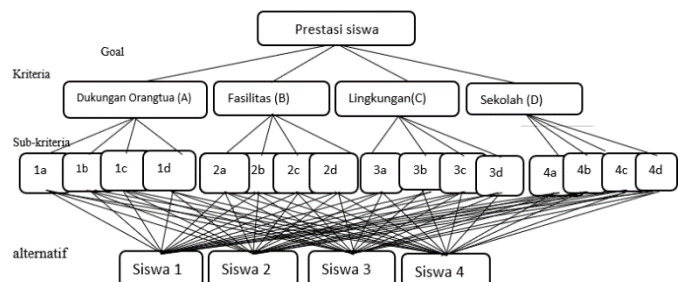 Prestasi siswa
Goal
Kriteria
Dukungan Orangtua (A) Fasilitas (B) Lingkungan(C) Sekolah (D)
Sub-kriteria
1a 1b 1c 1d 2a 2b 2c 2d 3a 3b 3c 3d 4a 4b 4c 4d
alternatif
Siswa 1 Siswa 2 Siswa 3 Siswa 4